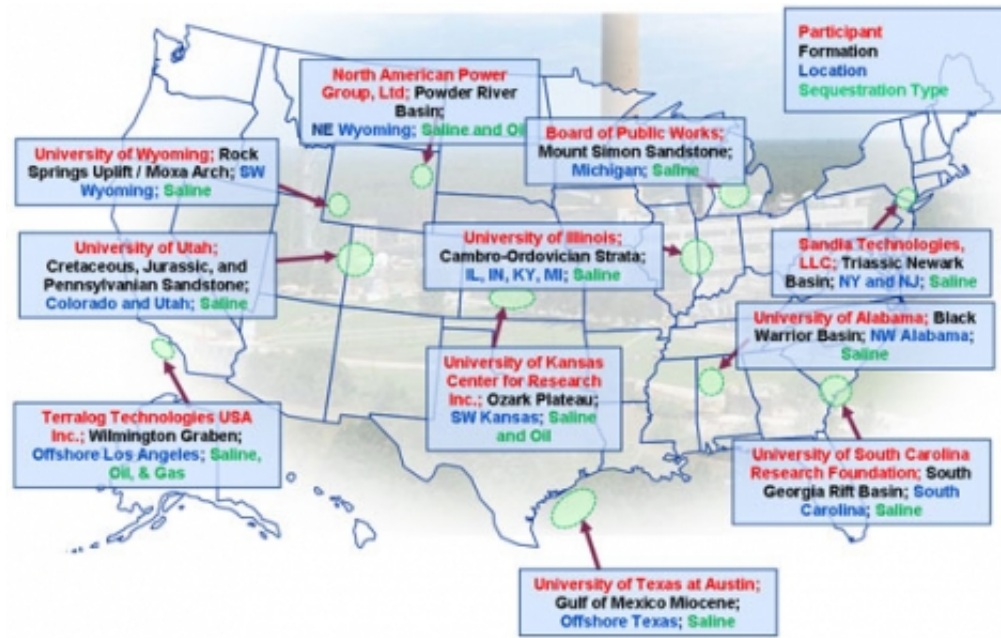 Participant
Formation
Location
Sequestration Type
North American Power
Group, Ltd; Powder River
Basin;
NE Wyoming; Saline and Oil
Board of Public Works;
Mount Simon Sandstone;
Michigan; Saline
University of Wyoming; Rock
Springs Uplift / Moxa Arch; SW
Wyoming; Saline
University of Utah;
Cretaceous, Jurassic, and
Pennsylvanian Sandstone;
Colorado and Utah; Saline
University of Illinois;
Cambro-Ordovician Strata;
IL, IN, KY, MI; Saline
Sandia Technologies,
LLC; Triassic Newark
Basin; NY and NJ; Saline
University of Alabama; Black
Warrior Basin; NW Alabama;
Saline
University of Kansas
Center for Research
Inc.; Ozark Plateau;
SW Kansas; Saline
and Oil
Terralog Technologies USA
Inc.; Wilmington Graben;
Offshore Los Angeles; Saline,
Oil, & Gas
University of South Carolina
Research Foundation; South
Georgia Rift Basin; South
Carolina; Saline
University of Texas at Austin;
Gulf of Mexico Miocene;
Offshore Texas; Saline